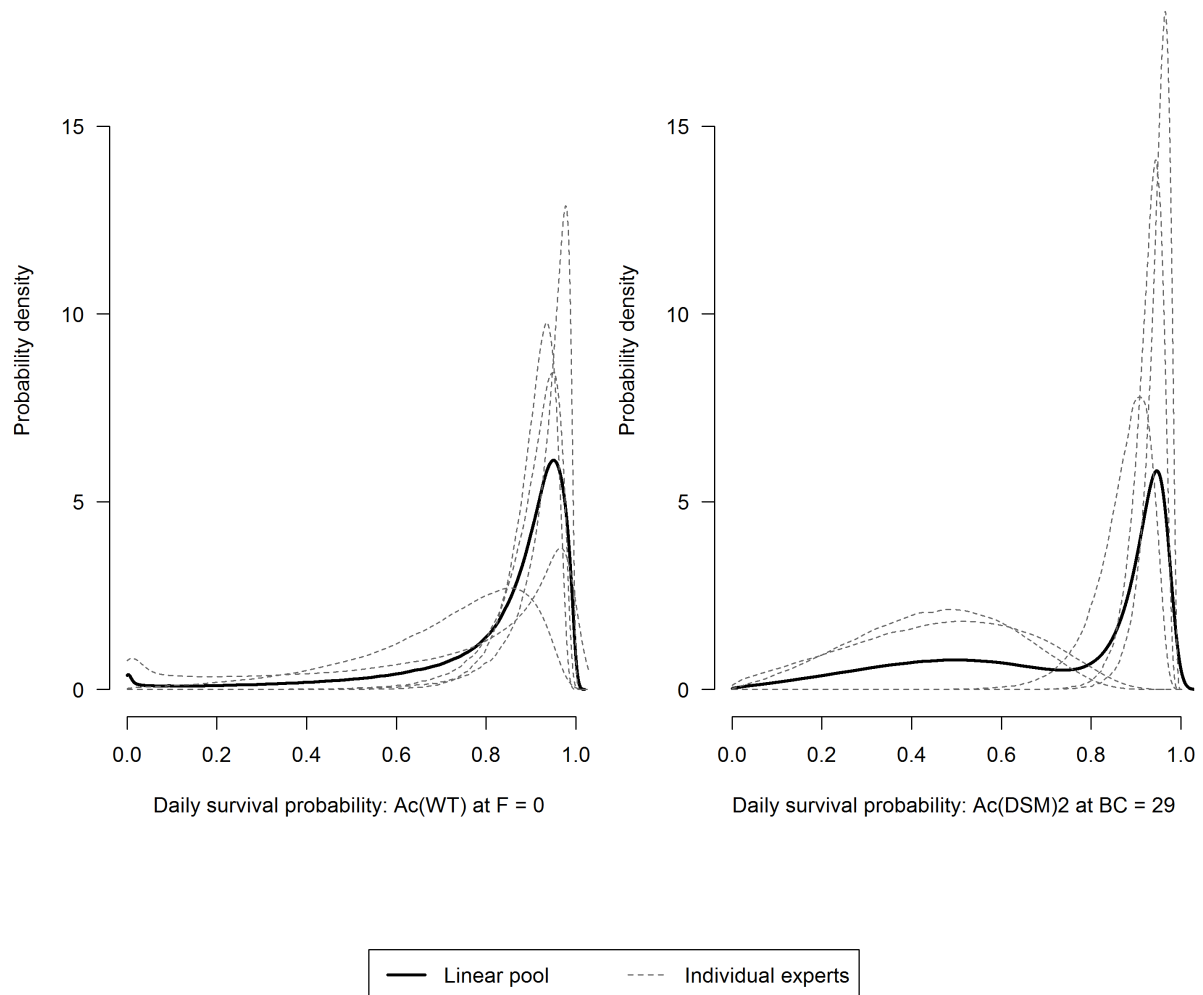 Probability density
15
10
5
0
0.0 0.2 0.4 0.6 0.8 1.0
Daily survival probability: Ac(WT) at F = 0
Probability density
15
10
5
0
0.0 0.2 0.4 0.6 0.8 1.0
Daily survival probability: Ac(DSM)2 at BC = 29
Linear pool Individual experts